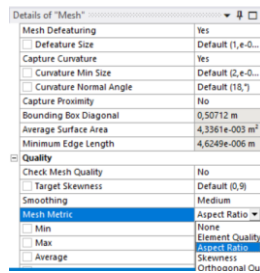 Details of "Mesh"
Mesh Defeaturing Yes
Defeature Size Default (1,e-0...
Capture Curvature Yes
Curvature Min Size Default (2,e-0...
Curvature Normal Angle Default (18,°)
Capture Proximity No
Bounding Box Diagonal 0,50712 m
Average Surface Area 4,3361e-003 m²
Minimum Edge Length 4,6249e-006 m
Quality
Check Mesh Quality No
Target Skewness Default (0,9)
Smoothing Medium
Mesh Metric Aspect Ratio
Min None
Max Element Quality
Aspect Ratio
Average Skewness
Orthogonal Qu